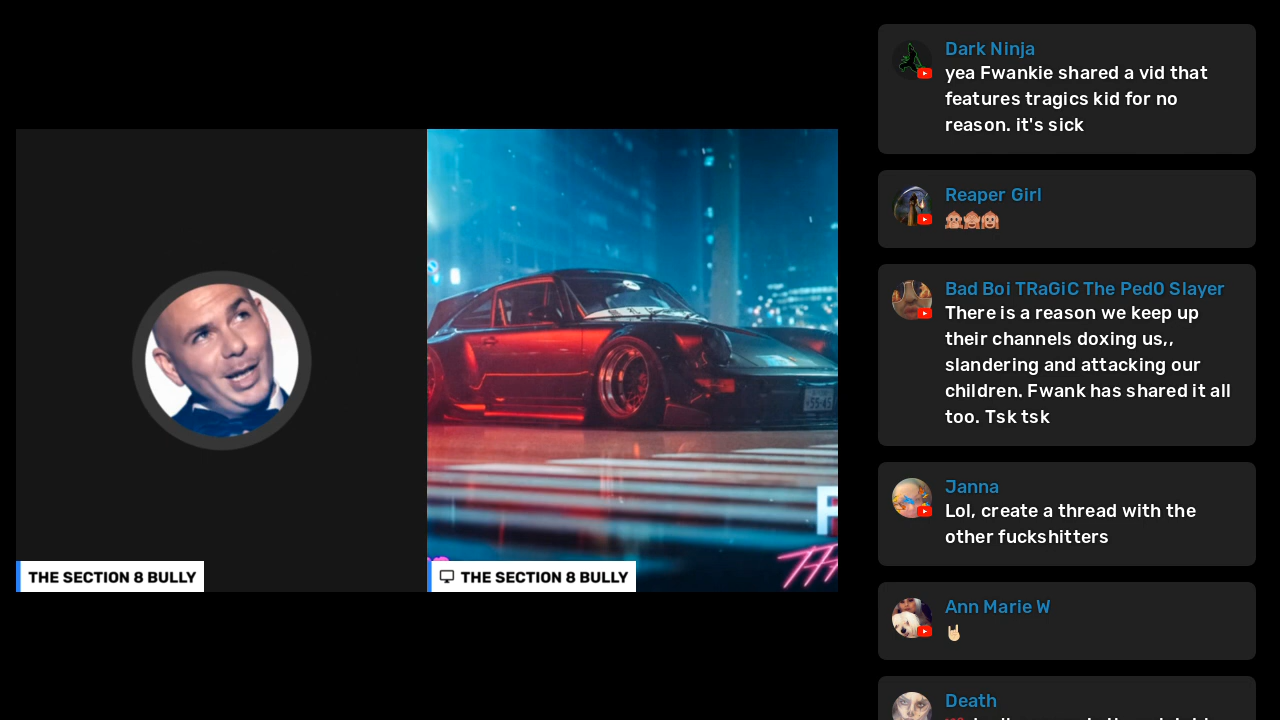 THE SECTION 8 BULLY
THE SECTION 8 BULLY
Dark Ninja
yea Fwankie shared a vid that
features tragics kid for no
reason. it's sick
Reaper Girl
🙊🙈🙉
Bad Boi TRaGiC The Ped0 Slayer
There is a reason we keep up
their channels doxing us,,
slandering and attacking our
children. Fwank has shared it all
too. Tsk tsk
Janna
Lol, create a thread with the
other fuckshitters
Ann Marie W
🤘🏻
Death